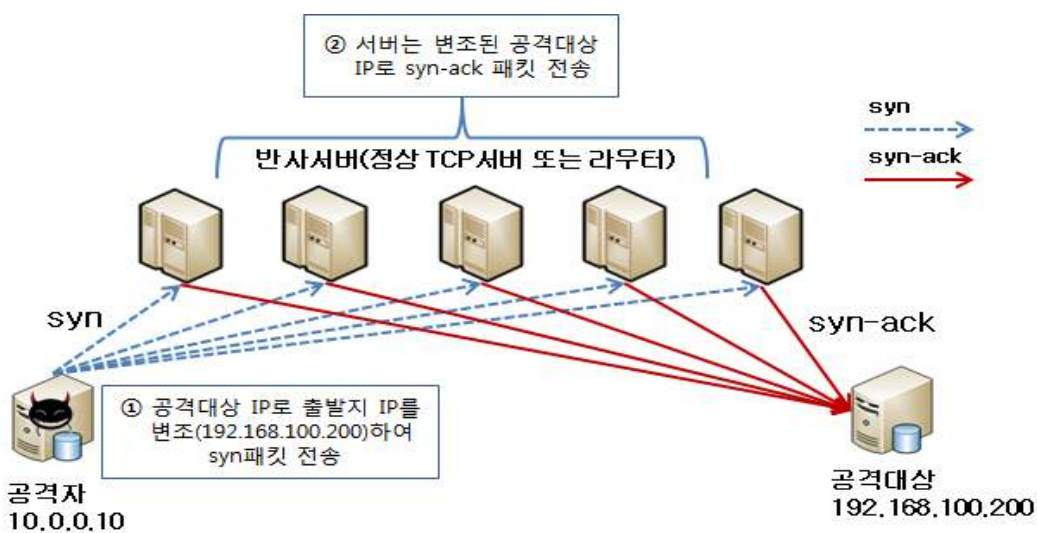 ② 서버는 변조된 공격대상
IP로 syn-ack 패킷 전송
syn
syn-ack
반사서버(정상 TCP서버 또는 라우터)
syn
syn-ack
① 공격대상 IP로 출발지 IP를
변조(192.168.100.200)하여
syn패킷 전송
공격자
10.0.0.10
공격대상
192.168.100.200